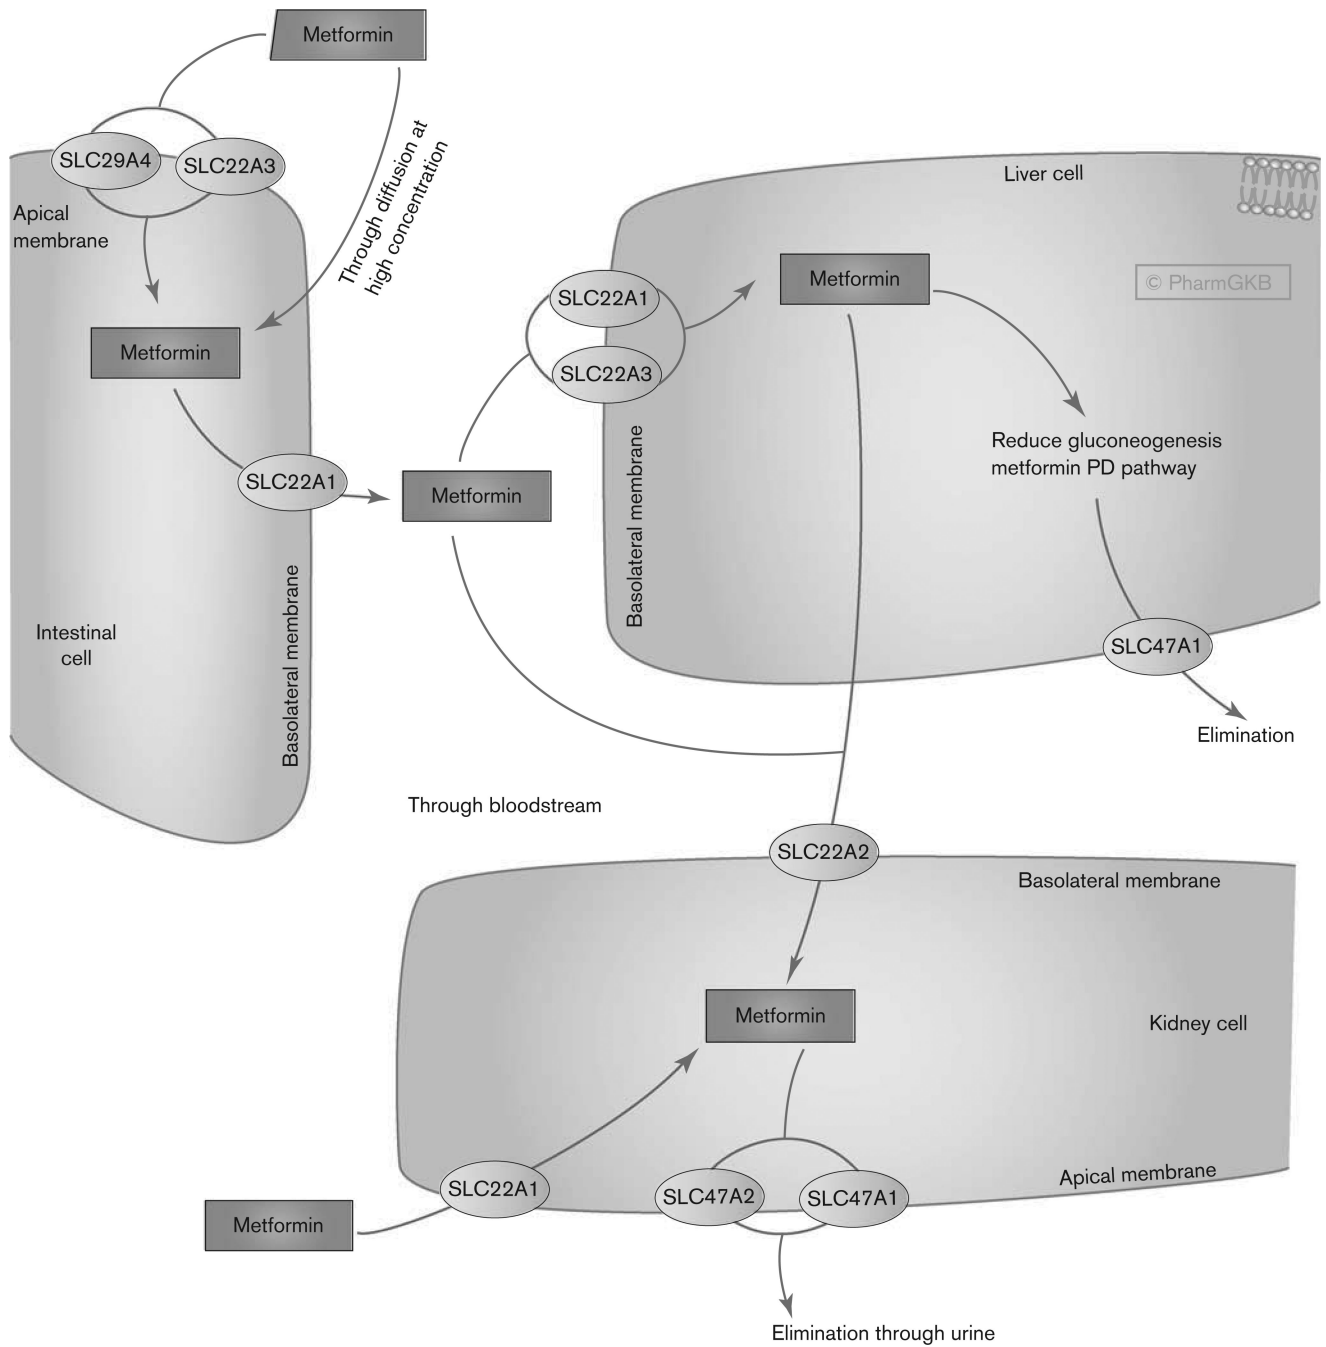 Metformin
SLC29A4
SLC22A3
Apical
membrane
Through diffusion at
high concentration
Metformin
SLC22A1
Intestinal
cell
Basolateral membrane
Metformin
Liver cell
Metformin
© PharmGKB
SLC22A1
SLC22A3
Basolateral membrane
Reduce gluconeogenesis
metformin PD pathway
SLC47A1
Elimination
Through bloodstream
SLC22A2
Basolateral membrane
Metformin
Kidney cell
Apical membrane
SLC22A1
SLC47A2
SLC47A1
Metformin
Elimination through urine